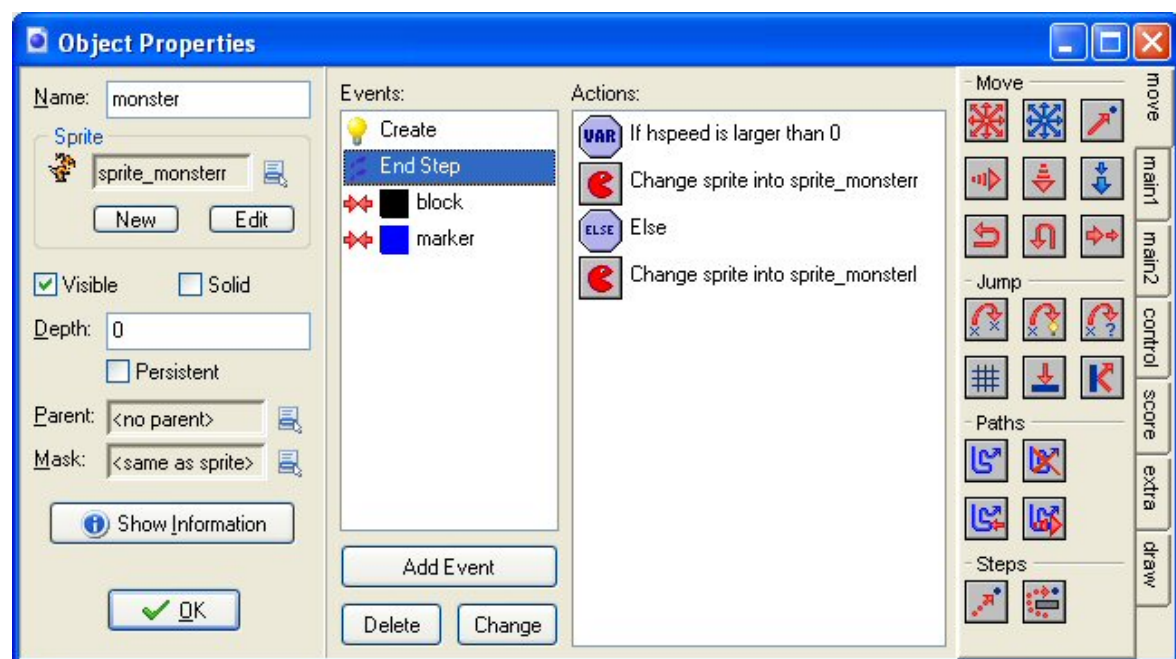 Object Properties
Name: monster
Sprite
sprite_monsterr
New Edit
Visible Solid
Depth: 0
Persistent
Parent: <no parent>
Mask: <same as sprite>
Show Information
OK
Events:
Create
End Step
block
marker
Add Event
Delete Change
Actions:
VAR If hspeed is larger than 0
Change sprite into sprite_monsterr
ELSE Else
Change sprite into sprite_monsterl
Move
Jump
Paths
Steps
move
main1
main2
control
score
extra
draw